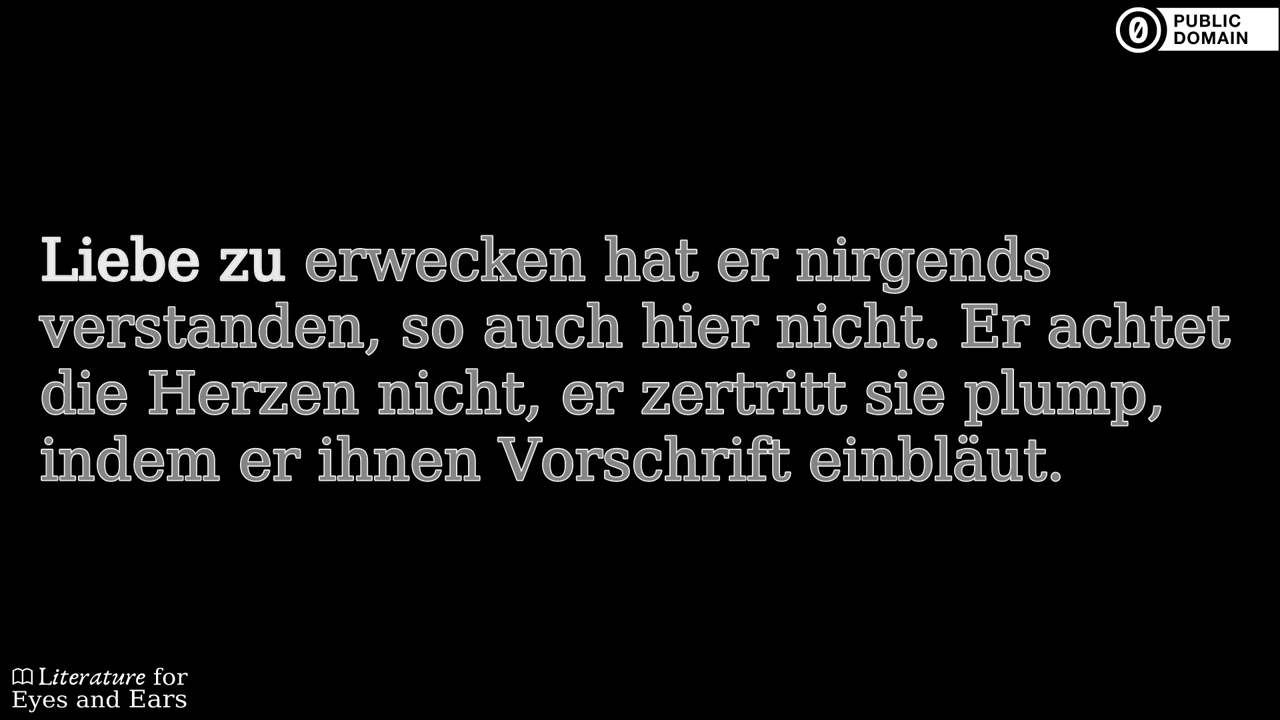 PUBLIC
DOMAIN
Liebe zu erwecken hat er nirgends
verstanden, so auch hier nicht. Er achtet
die Herzen nicht, er zertritt sie plump,
indem er ihnen Vorschrift einbläut.
Literature for
Eyes and Ears